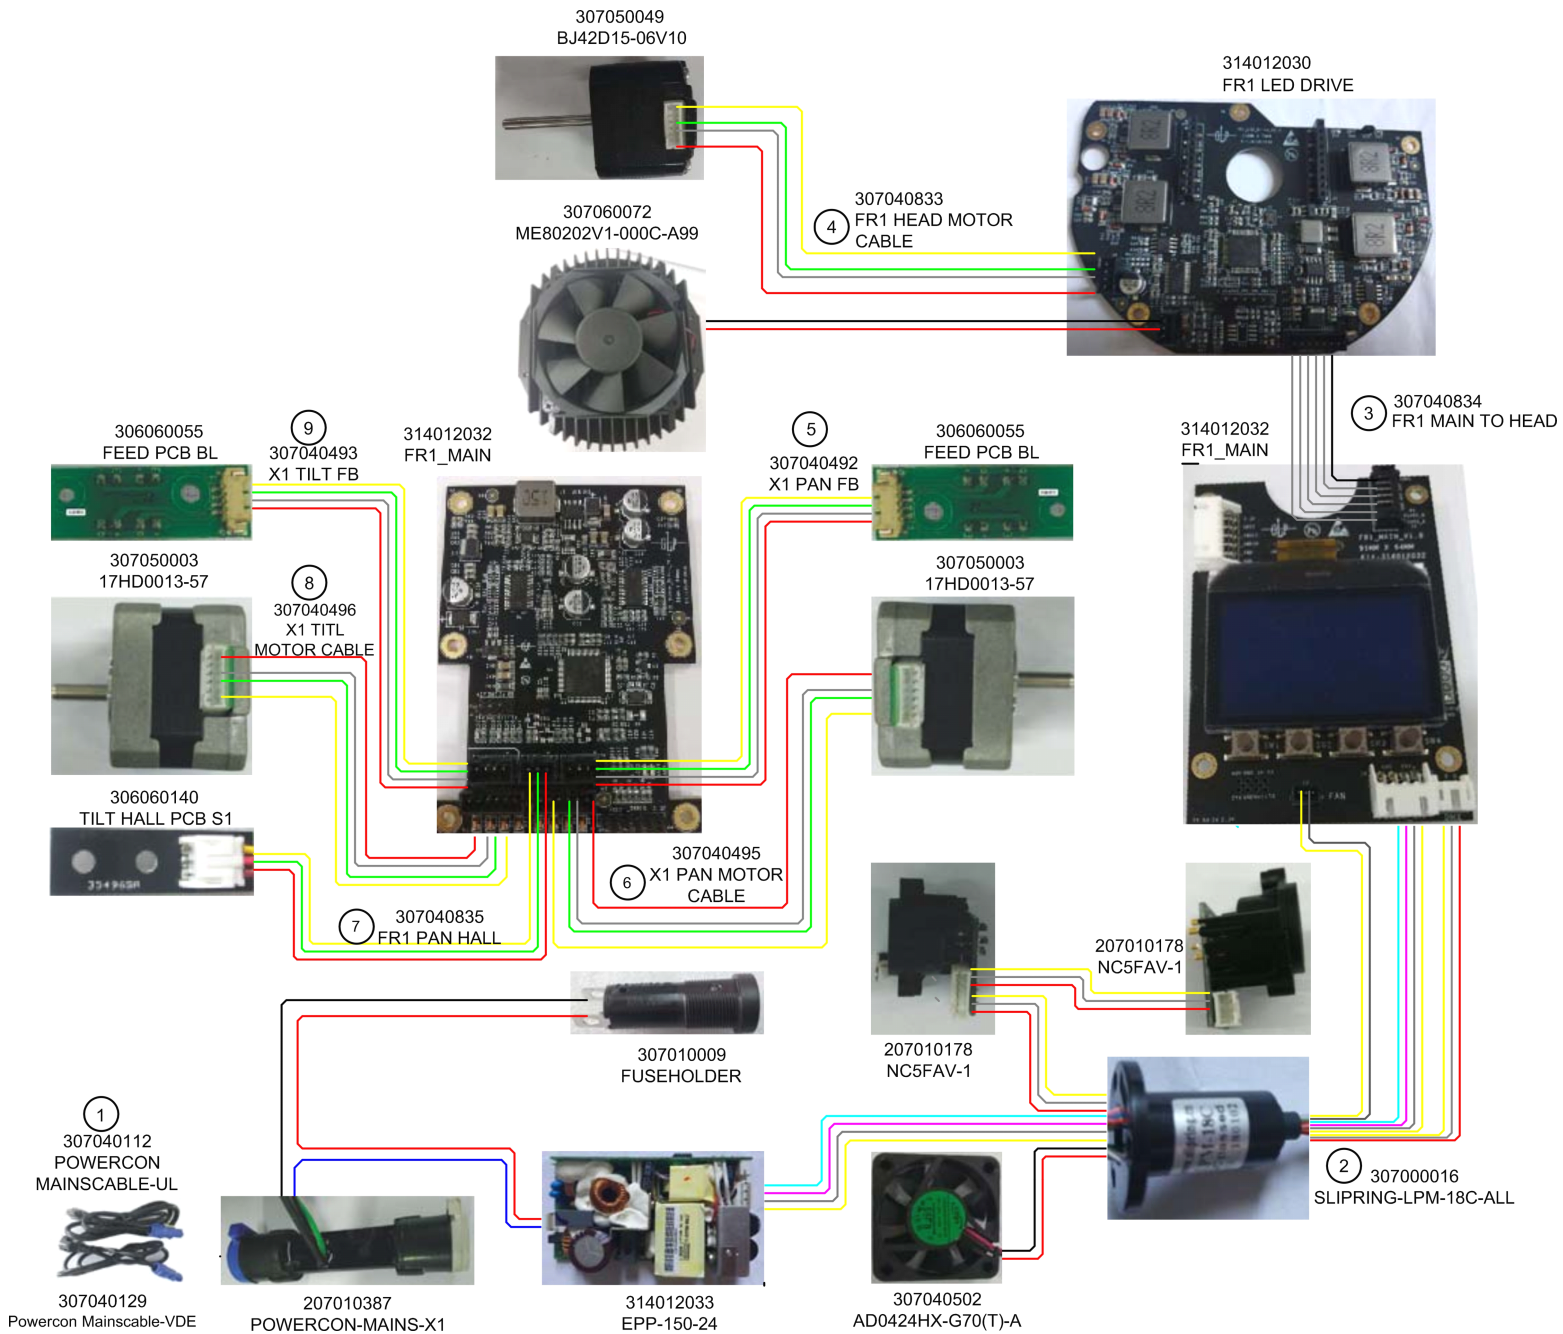 307050049
BJ42D15-06V10
314012030
FR1 LED DRIVE
307060072
ME80202V1-000C-A99
4
307040833
FR1 HEAD MOTOR
CABLE
3
307040834
FR1 MAIN TO HEAD
306060055
FEED PCB BL
9
307040493
X1 TILT FB
314012032
FR1_MAIN
5
307040492
X1 PAN FB
306060055
FEED PCB BL
314012032
FR1_MAIN
307050003
17HD0013-57
8
307040496
X1 TITL
MOTOR CABLE
307050003
17HD0013-57
FAN
306060140
TILT HALL PCB S1
6
307040495
X1 PAN MOTOR
CABLE
7
307040835
FR1 PAN HALL
207010178
NC5FAV-1
307010009
FUSEHOLDER
207010178
NC5FAV-1
1
307040112
POWERCON
MAINSCABLE-UL
2
307000016
SLIPRING-LPM-18C-ALL
307040129
Powercon Mainscable-VDE
207010387
POWERCON-MAINS-X1
314012033
EPP-150-24
307040502
AD0424HX-G70(T)-A